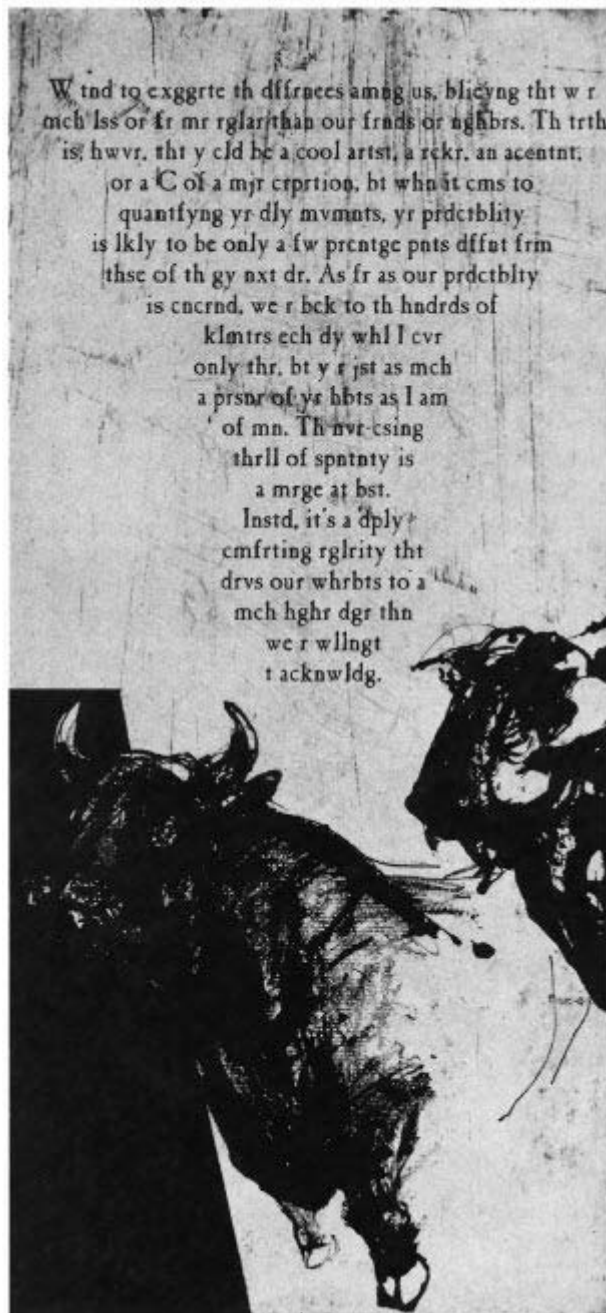 W tnd to exggrte th dffrnces amng us, blievng tht w r
mch lss or fr mr rglar than our frnds or nghbrs. Th trth
is, hwvr, tht y cld be a cool artst, a rckr, an acentnt,
or a C of a mjr crprtion, bt whn it cms to
quantfyng yr dly mvmnts, yr prdctblity
is lkly to be only a fw prcntge pnts dffnt frm
thse of th gy nxt dr. As fr as our prdctblty
is cncrnd, we r bck to th hndrds of
klmtrs ech dy whl I cvr
only thr, bt y r jst as mch
a prsnr of yr hbts as I am
of mn. Th nvr-csing
thrll of spntnty is
a mrge at bst.
Instd, it's a dply
cmfrting rglrity tht
drvs our whrbts to a
mch hghr dgr thn
we r wllngt
t acknwldg.